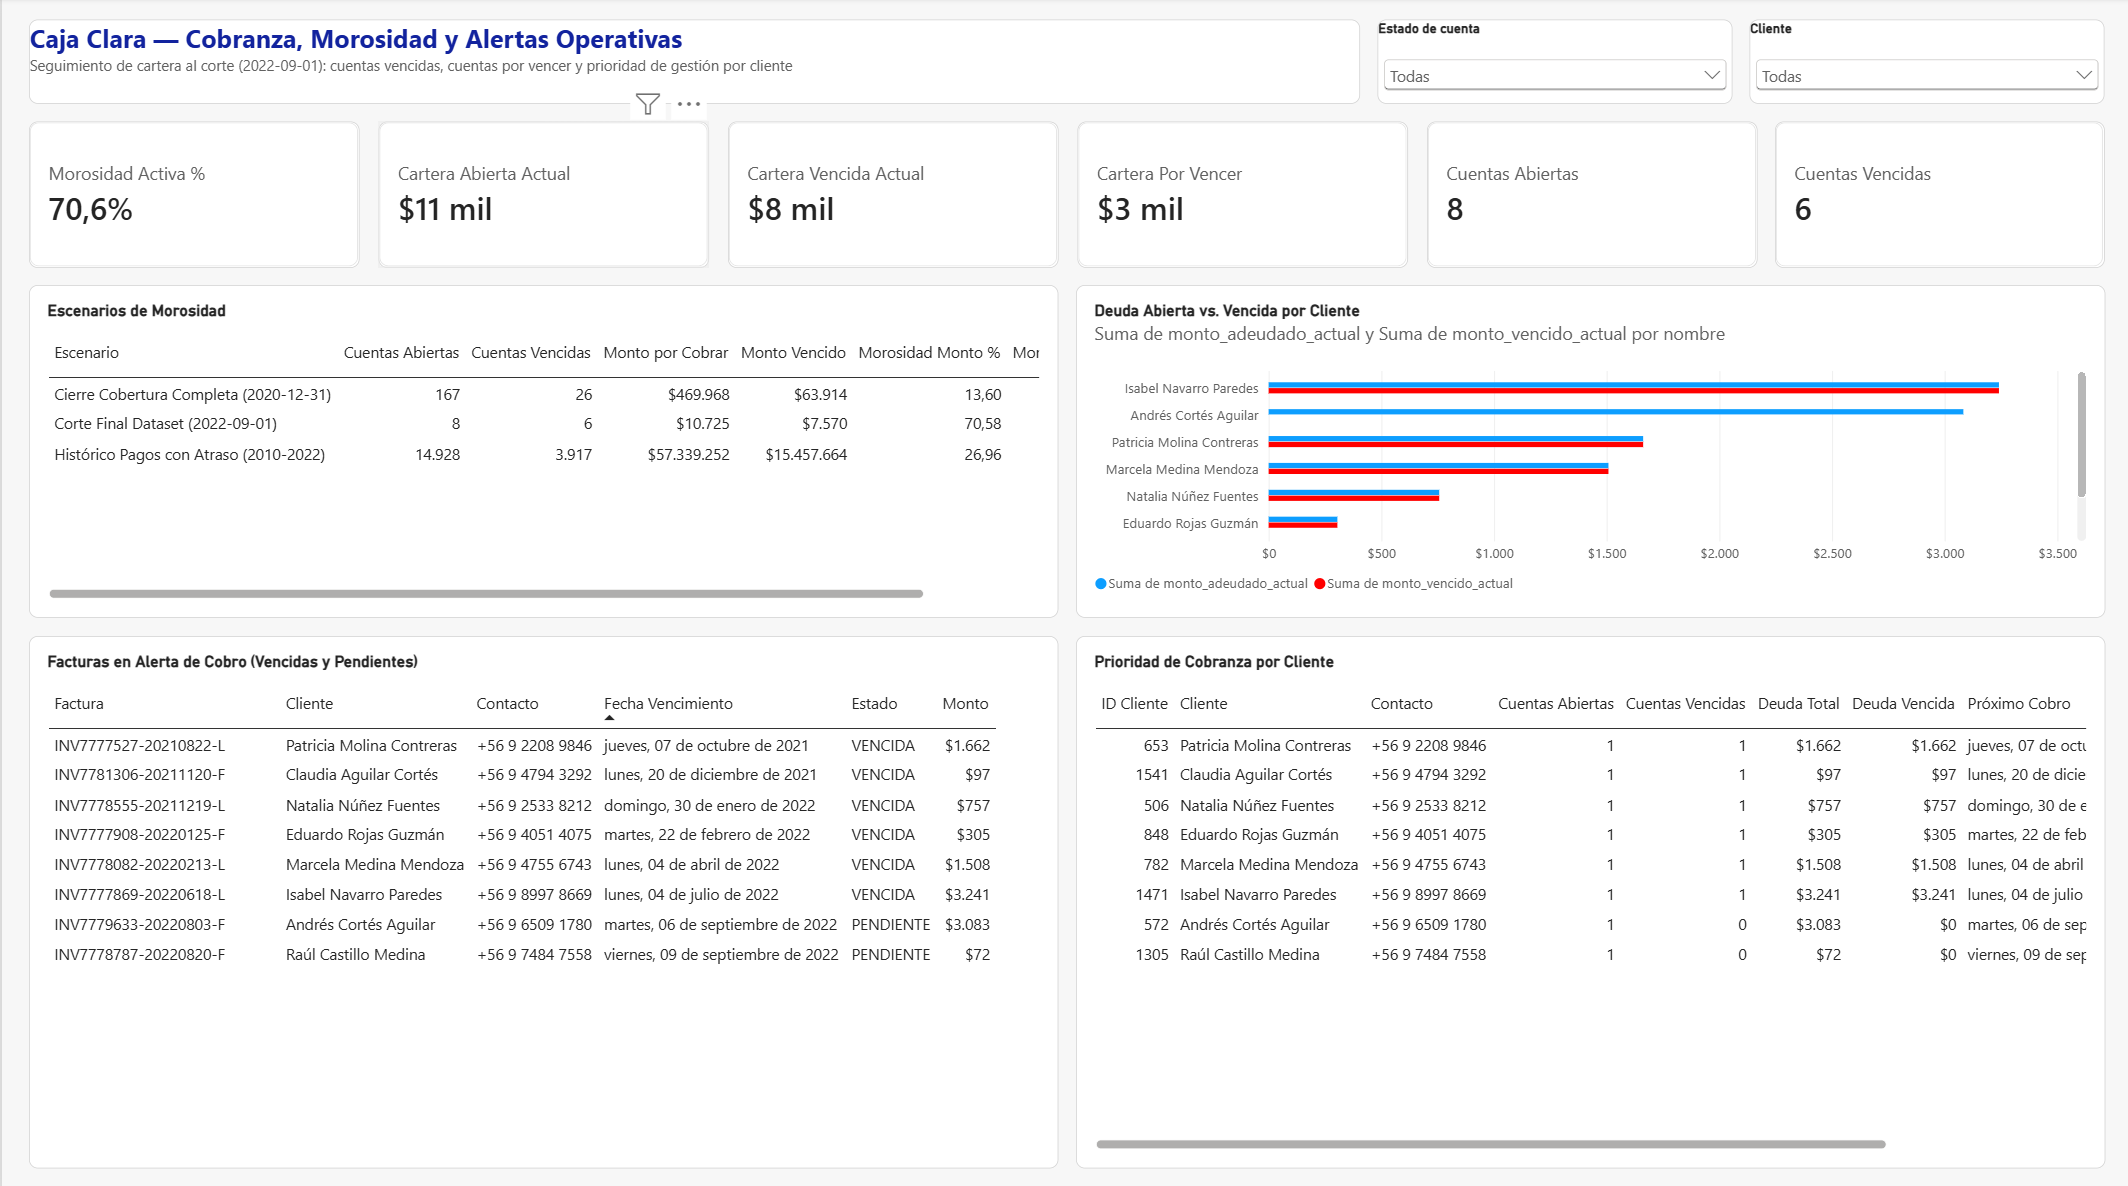 Caja Clara — Cobranza, Morosidad y Alertas Operativas
Seguimiento de cartera al corte (2022-09-01): cuentas vencidas, cuentas por vencer y prioridad de gestión por cliente
Estado de cuenta
Todas
Cliente
Todas
Morosidad Activa %
70,6%
Cartera Abierta Actual
$11 mil
Cartera Vencida Actual
$8 mil
Cartera Por Vencer
$3 mil
Cuentas Abiertas
8
Cuentas Vencidas
6
Escenarios de Morosidad
Escenario Cuentas Abiertas Cuentas Vencidas Monto por Cobrar Monto Vencido Morosidad Monto % Mor
Cierre Cobertura Completa (2020-12-31) 167 26 $469.968 $63.914 13,60
Corte Final Dataset (2022-09-01) 8 6 $10.725 $7.570 70,58
Histórico Pagos con Atraso (2010-2022) 14.928 3.917 $57.339.252 $15.457.664 26,96
Deuda Abierta vs. Vencida por Cliente
Suma de monto_adeudado_actual y Suma de monto_vencido_actual por nombre
Isabel Navarro Paredes
Andrés Cortés Aguilar
Patricia Molina Contreras
Marcela Medina Mendoza
Natalia Núñez Fuentes
Eduardo Rojas Guzmán
$0 $500 $1.000 $1.500 $2.000 $2.500 $3.000 $3.500
Suma de monto_adeudado_actual Suma de monto_vencido_actual
Facturas en Alerta de Cobro (Vencidas y Pendientes)
Factura Cliente Contacto Fecha Vencimiento Estado Monto
INV7777527-20210822-L Patricia Molina Contreras +56 9 2208 9846 jueves, 07 de octubre de 2021 VENCIDA $1.662
INV7781306-20211120-F Claudia Aguilar Cortés +56 9 4794 3292 lunes, 20 de diciembre de 2021 VENCIDA $97
INV7778555-20211219-L Natalia Núñez Fuentes +56 9 2533 8212 domingo, 30 de enero de 2022 VENCIDA $757
INV7777908-20220125-F Eduardo Rojas Guzmán +56 9 4051 4075 martes, 22 de febrero de 2022 VENCIDA $305
INV7778082-20220213-L Marcela Medina Mendoza +56 9 4755 6743 lunes, 04 de abril de 2022 VENCIDA $1.508
INV7777869-20220618-L Isabel Navarro Paredes +56 9 8997 8669 lunes, 04 de julio de 2022 VENCIDA $3.241
INV7779633-20220803-F Andrés Cortés Aguilar +56 9 6509 1780 martes, 06 de septiembre de 2022 PENDIENTE $3.083
INV7778787-20220820-F Raúl Castillo Medina +56 9 7484 7558 viernes, 09 de septiembre de 2022 PENDIENTE $72
Prioridad de Cobranza por Cliente
ID Cliente Cliente Contacto Cuentas Abiertas Cuentas Vencidas Deuda Total Deuda Vencida Próximo Cobro
653 Patricia Molina Contreras +56 9 2208 9846 1 1 $1.662 $1.662 jueves, 07 de octu
1541 Claudia Aguilar Cortés +56 9 4794 3292 1 1 $97 $97 lunes, 20 de dicie
506 Natalia Núñez Fuentes +56 9 2533 8212 1 1 $757 $757 domingo, 30 de e
848 Eduardo Rojas Guzmán +56 9 4051 4075 1 1 $305 $305 martes, 22 de feb
782 Marcela Medina Mendoza +56 9 4755 6743 1 1 $1.508 $1.508 lunes, 04 de abril
1471 Isabel Navarro Paredes +56 9 8997 8669 1 1 $3.241 $3.241 lunes, 04 de julio
572 Andrés Cortés Aguilar +56 9 6509 1780 1 0 $3.083 $0 martes, 06 de sep
1305 Raúl Castillo Medina +56 9 7484 7558 1 0 $72 $0 viernes, 09 de sep